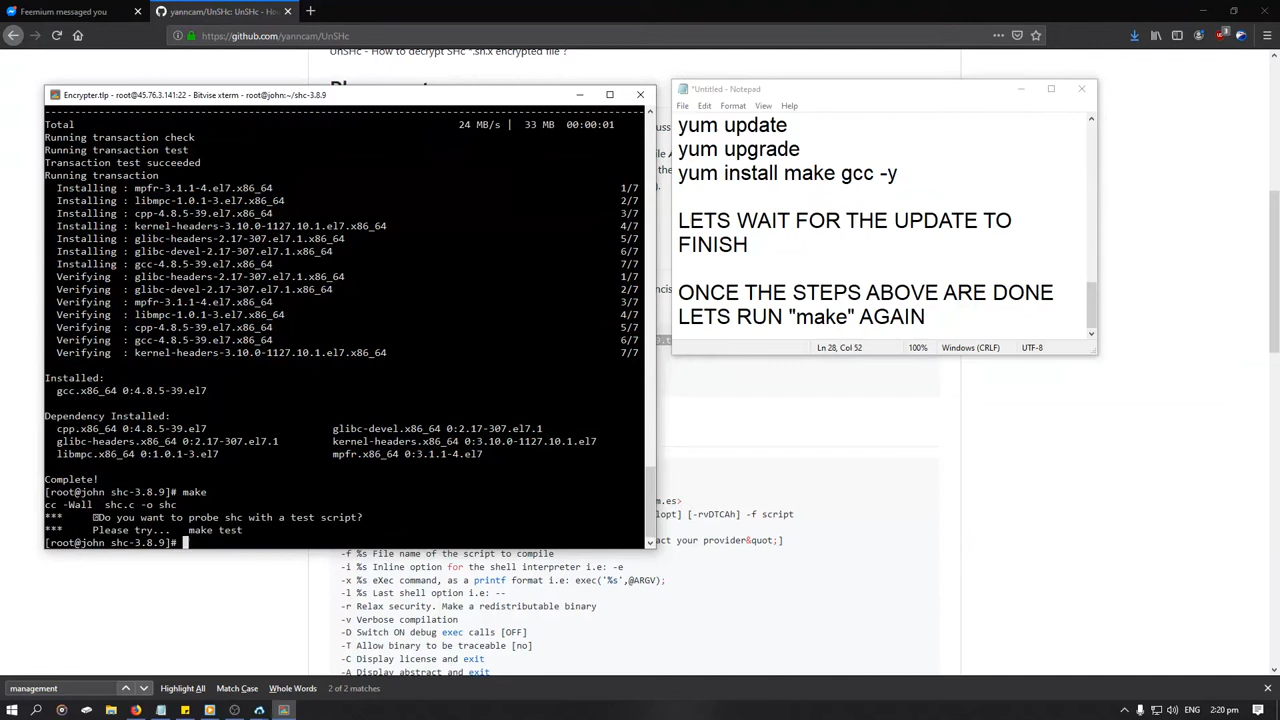 Feemium messaged you
yanncam/UnSHc: UnSHc - Ho
https://github.com/yanncam/UnSHc
UnSHc - How to decrypt SHc *.sh.x encrypted file ?
Encrypter.tlp - root@45.76.3.141:22 - Bitvise xterm - root@john:~/shc-3.8.9
Total 24 MB/s | 33 MB 00:00:01
Running transaction check
Running transaction test
Transaction test succeeded
Running transaction
Installing : mpfr-3.1.1-4.el7.x86_64 1/7
Installing : libmpc-1.0.1-3.el7.x86_64 2/7
Installing : cpp-4.8.5-39.el7.x86_64 3/7
Installing : kernel-headers-3.10.0-1127.10.1.el7.x86_64 4/7
Installing : glibc-headers-2.17-307.el7.1.x86_64 5/7
Installing : glibc-devel-2.17-307.el7.1.x86_64 6/7
Installing : gcc-4.8.5-39.el7.x86_64 7/7
Verifying : glibc-headers-2.17-307.el7.1.x86_64 1/7
Verifying : glibc-devel-2.17-307.el7.1.x86_64 2/7
Verifying : mpfr-3.1.1-4.el7.x86_64 3/7
Verifying : libmpc-1.0.1-3.el7.x86_64 4/7
Verifying : cpp-4.8.5-39.el7.x86_64 5/7
Verifying : gcc-4.8.5-39.el7.x86_64 6/7
Verifying : kernel-headers-3.10.0-1127.10.1.el7.x86_64 7/7
Installed:
gcc.x86_64 0:4.8.5-39.el7
Dependency Installed:
cpp.x86_64 0:4.8.5-39.el7 glibc-devel.x86_64 0:2.17-307.el7.1
glibc-headers.x86_64 0:2.17-307.el7.1 kernel-headers.x86_64 0:3.10.0-1127.10.1.el7
libmpc.x86_64 0:1.0.1-3.el7 mpfr.x86_64 0:3.1.1-4.el7
Complete!
[root@john shc-3.8.9]# make
cc -Wall shc.c -o shc
*** Do you want to probe shc with a test script?
*** Please try... make test
[root@john shc-3.8.9]#
*Untitled - Notepad
File Edit Format View Help
yum update
yum upgrade
yum install make gcc -y
LETS WAIT FOR THE UPDATE TO
FINISH
ONCE THE STEPS ABOVE ARE DONE
LETS RUN "make" AGAIN
Ln 28, Col 52 100% Windows (CRLF) UTF-8
m.es>
lopt] [-rvDTCAh] -f script
act your provider&quot;]
-f %s File name of the script to compile
-i %s Inline option for the shell interpreter i.e: -e
-x %s eXec command, as a printf format i.e: exec('%s',@ARGV);
-l %s Last shell option i.e: --
-r Relax security. Make a redistributable binary
-v Verbose compilation
-D Switch ON debug exec calls [OFF]
-T Allow binary to be traceable [no]
-C Display license and exit
-A Display abstract and exit
management Highlight All Match Case Whole Words 2 of 2 matches
ENG 2:20 pm